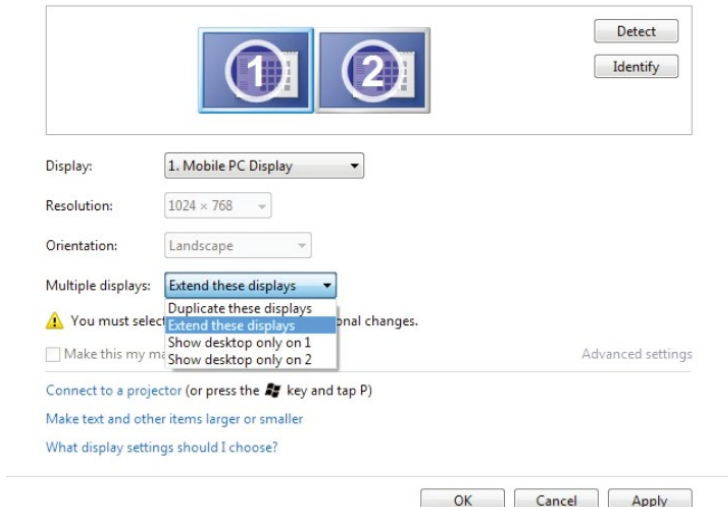 1 2
Detect
Identify
Display: 1. Mobile PC Display
Resolution: 1024 × 768
Orientation: Landscape
Multiple displays: Extend these displays
Duplicate these displays
You must select onal changes.
Extend these displays
Show desktop only on 1
Make this my ma
Show desktop only on 2
Advanced settings
Connect to a projector (or press the key and tap P)
Make text and other items larger or smaller
What display settings should I choose?
OK Cancel Apply